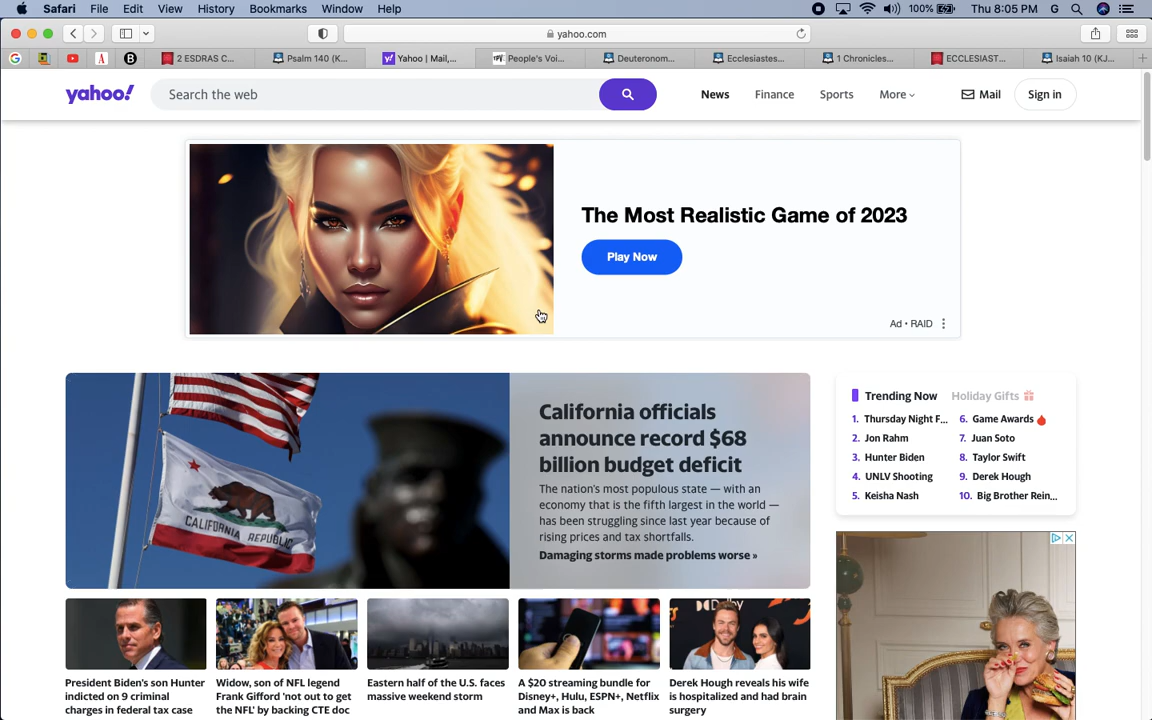 Safari File Edit View History Bookmarks Window Help 100% Thu 8:05 PM G
yahoo.com
2 ESDRAS C... Psalm 140 (K... Yahoo | Mail,... People's Voi... Deuteronom... Ecclesiastes... 1 Chronicles... ECCLESIAST... Isaiah 10 (KJ...
yahoo! Search the web News Finance Sports More Mail Sign in
The Most Realistic Game of 2023
Play Now
Ad • RAID
California officials
announce record $68
billion budget deficit
The nation's most populous state — with an
economy that is the fifth largest in the world —
has been struggling since last year because of
rising prices and tax shortfalls.
Damaging storms made problems worse »
CALIFORNIA REPUBLIC
Trending Now Holiday Gifts
1. Thursday Night F...
2. Jon Rahm
3. Hunter Biden
4. UNLV Shooting
5. Keisha Nash
6. Game Awards
7. Juan Soto
8. Taylor Swift
9. Derek Hough
10. Big Brother Rein...
President Biden's son Hunter
indicted on 9 criminal
charges in federal tax case
Widow, son of NFL legend
Frank Gifford 'not out to get
the NFL' by backing CTE doc
Eastern half of the U.S. faces
massive weekend storm
A $20 streaming bundle for
Disney+, Hulu, ESPN+, Netflix
and Max is back
Dolby
Derek Hough reveals his wife
is hospitalized and had brain
surgery